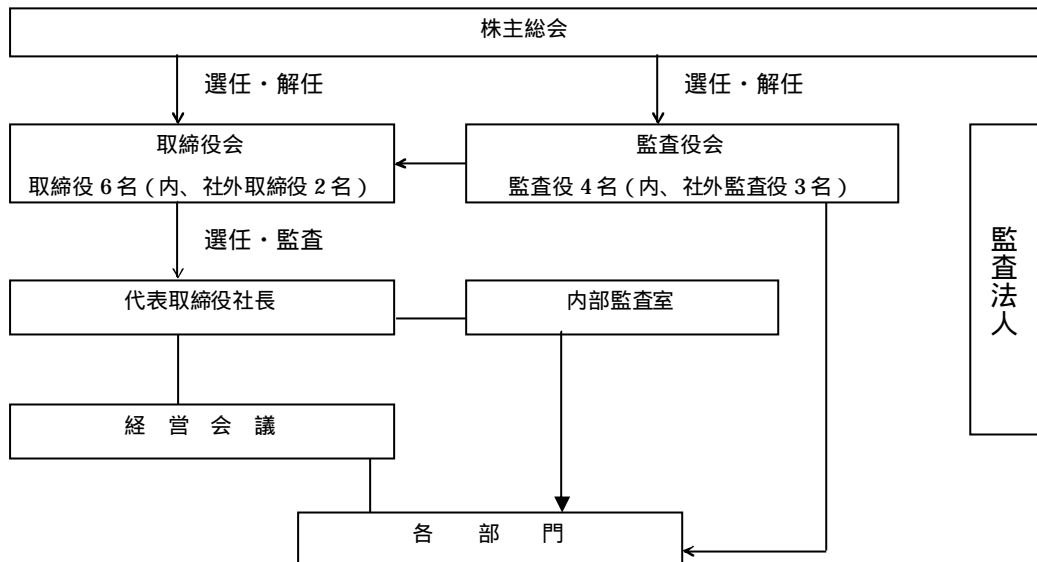 株主総会
選任・解任
選任・解任
取締役会
取締役6名(内、社外取締役2名)
監査役会
監査役4名(内、社外監査役3名)
監査法人
選任・監査
代表取締役社長
内部監査室
経 営 会 議
各 部 門